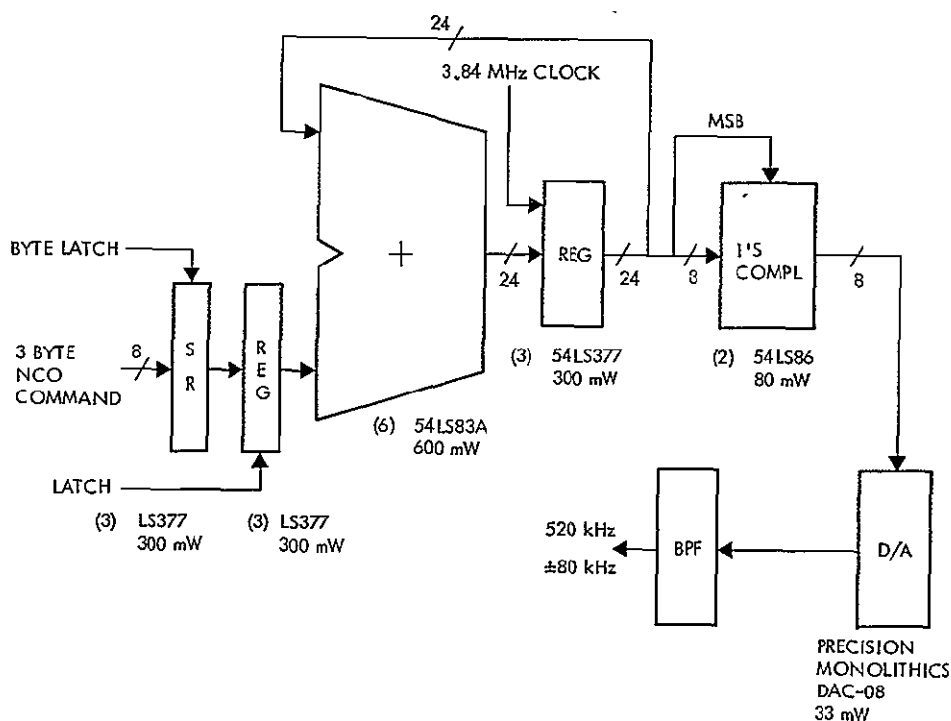 24
3.84 MHz CLOCK
MSB
BYTE LATCH
3 BYTE
NCO
COMMAND
8
S
R
R
E
G
LATCH
(3) LS377
300 mW
(3) LS377
300 mW
+
(6) 54LS83A
600 mW
24
REG
24
(3) 54LS377
300 mW
8
1'S
COMPL
8
(2) 54LS86
80 mW
520 kHz
±80 kHz
BPF
D/A
PRECISION
MONOLITHICS
DAC-08
33 mW